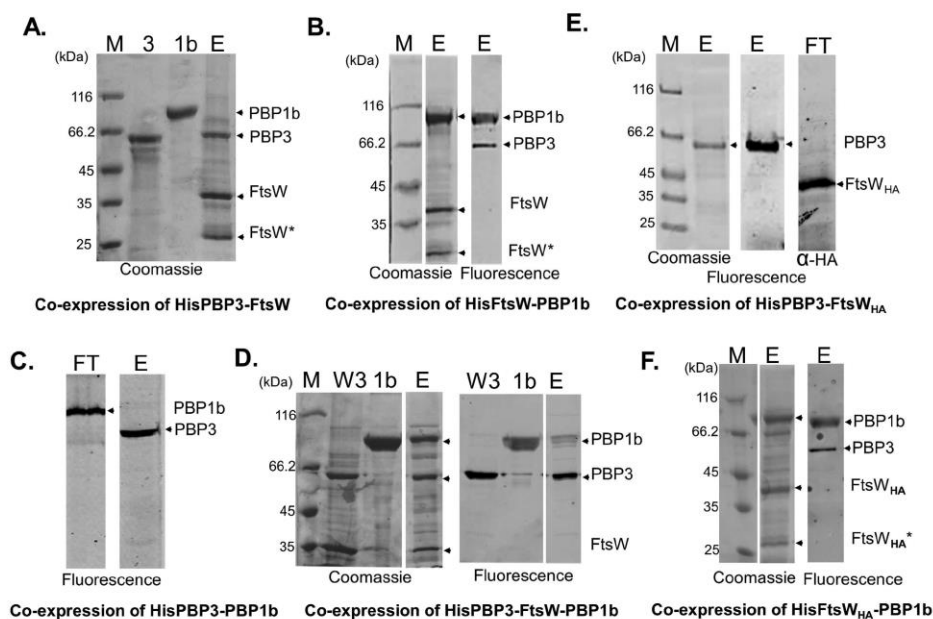 A.
M 3 1b E
(kDa)
116
66.2
45
35
25
PBP1b
PBP3
FtsW
FtsW*
Coomassie
Co-expression of HisPBP3-FtsW
B.
M E E
(kDa)
116
66.2
45
35
PBP1b
PBP3
FtsW
FtsW*
Coomassie Fluorescence
Co-expression of HisFtsW-PBP1b
E.
M E E FT
(kDa)
116
66.2
45
35
25
PBP3
FtsWHA
Coomassie
Fluorescence
α-HA
Co-expression of HisPBP3-FtsWHA
C.
FT E
PBP1b
PBP3
Fluorescence
Co-expression of HisPBP3-PBP1b
D.
M W3 1b E W3 1b E
(kDa)
116
66.2
45
35
PBP1b
PBP3
FtsW
Coomassie Fluorescence
Co-expression of HisPBP3-FtsW-PBP1b
F.
M E E
(kDa)
116
66.2
45
35
25
PBP1b
PBP3
FtsWHA
FtsWHA*
Coomassie Fluorescence
Co-expression of HisFtsWHA-PBP1b